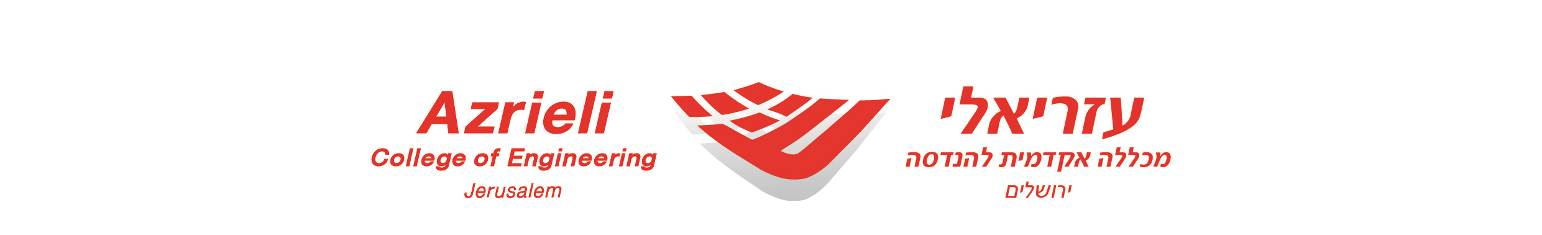 Azrieli
College of Engineering
Jerusalem
עזריאלי
מכללה אקדמית להנדסה
ירושלים